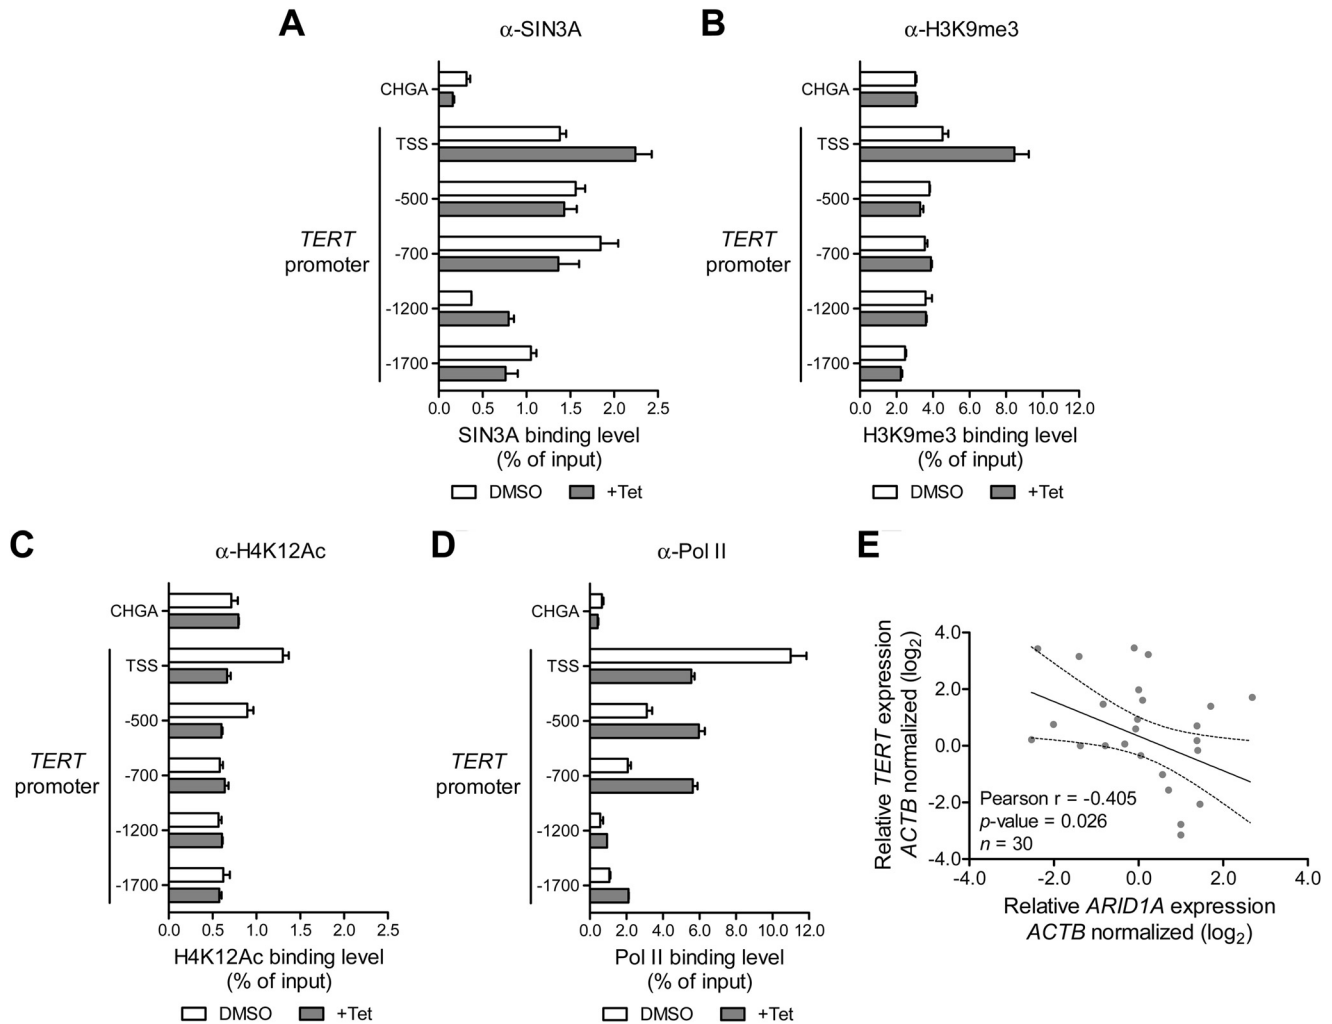 A
α-SIN3A
CHGA
TSS
-500
-700
-1200
-1700
TERT
promoter
0.0 0.5 1.0 1.5 2.0 2.5
SIN3A binding level
(% of input)
DMSO +Tet
B
α-H3K9me3
CHGA
TSS
-500
-700
-1200
-1700
TERT
promoter
0.0 2.0 4.0 6.0 8.0 10.0 12.0
H3K9me3 binding level
(% of input)
DMSO +Tet
C
α-H4K12Ac
CHGA
TSS
-500
-700
-1200
-1700
TERT
promoter
0.0 0.5 1.0 1.5 2.0 2.5
H4K12Ac binding level
(% of input)
DMSO +Tet
D
α-Pol II
CHGA
TSS
-500
-700
-1200
-1700
TERT
promoter
0.0 2.0 4.0 6.0 8.0 10.0 12.0
Pol II binding level
(% of input)
DMSO +Tet
E
Relative TERT expression
ACTB normalized (log2)
4.0
2.0
0.0
-2.0
-4.0
Pearson r = -0.405
p-value = 0.026
n = 30
-4.0 -2.0 0.0 2.0 4.0
Relative ARID1A expression
ACTB normalized (log2)